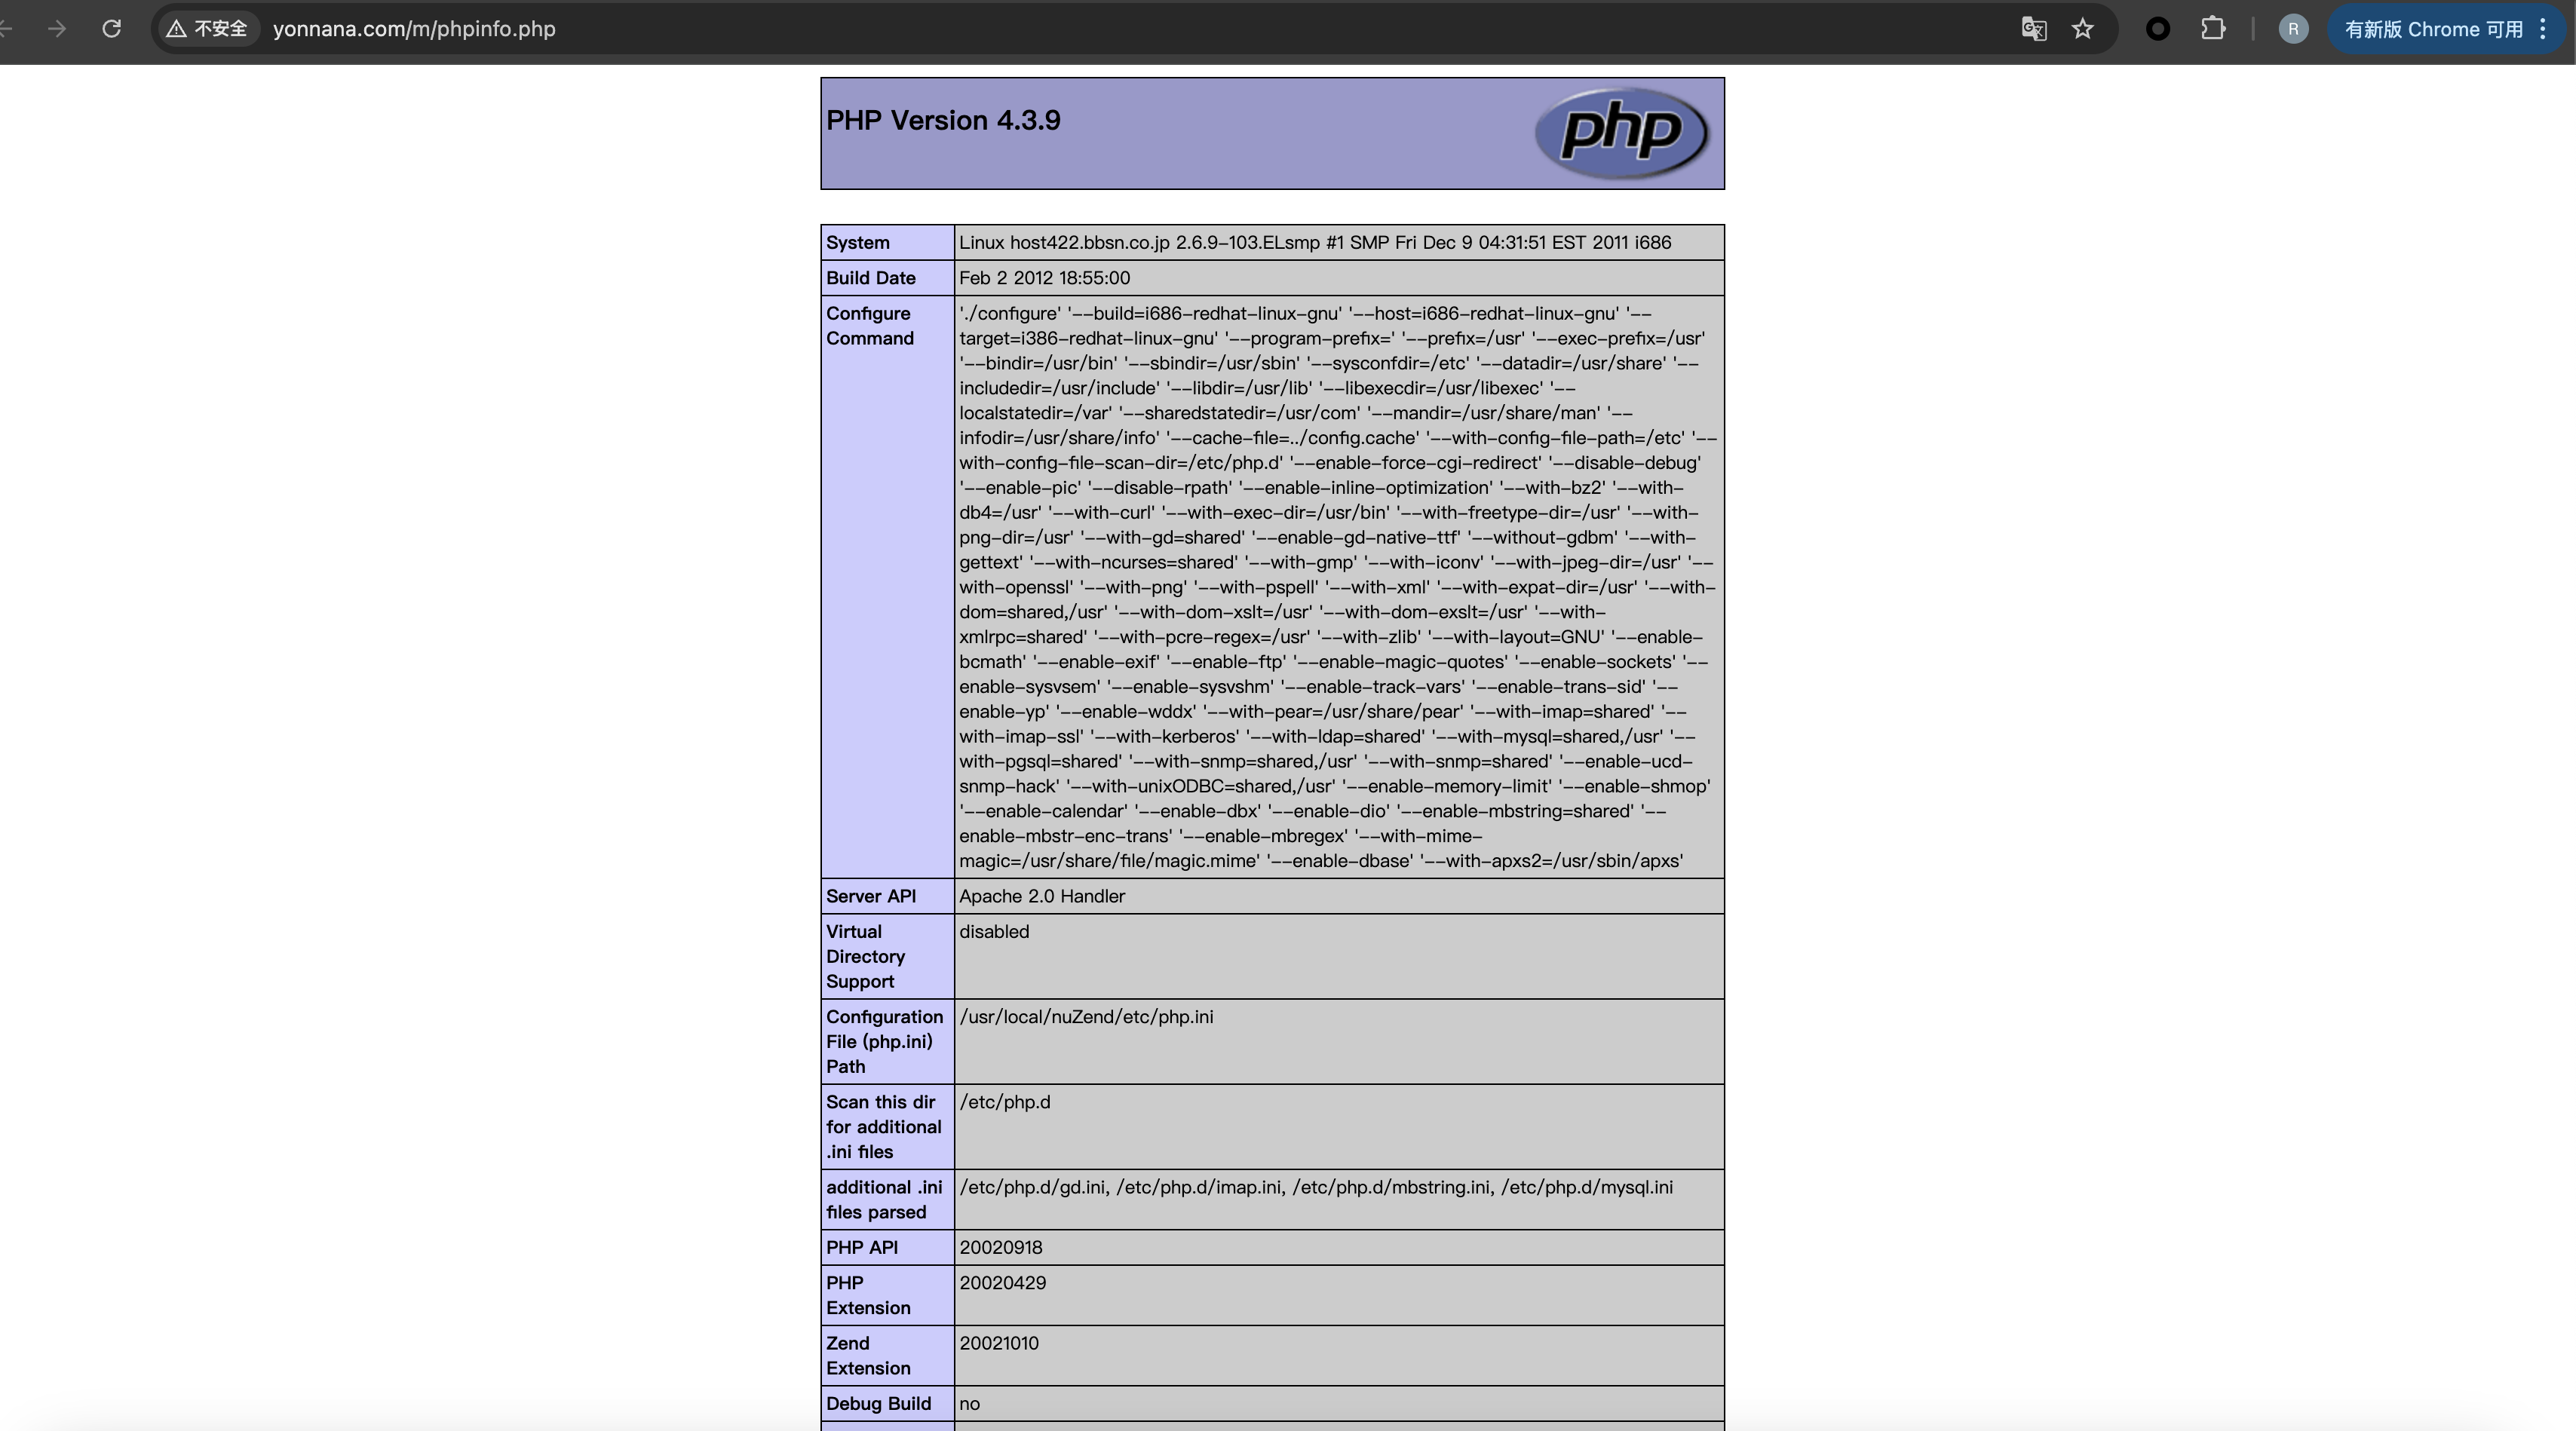 不安全
yonnana.com/m/phpinfo.php
R
有新版 Chrome 可用
PHP Version 4.3.9
php
System
Linux host422.bbsn.co.jp 2.6.9-103.ELsmp #1 SMP Fri Dec 9 04:31:51 EST 2011 i686
Build Date
Feb 2 2012 18:55:00
Configure
Command
'./configure' '--build=i686-redhat-linux-gnu' '--host=i686-redhat-linux-gnu' '--
target=i386-redhat-linux-gnu' '--program-prefix=' '--prefix=/usr' '--exec-prefix=/usr'
'--bindir=/usr/bin' '--sbindir=/usr/sbin' '--sysconfdir=/etc' '--datadir=/usr/share' '--
includedir=/usr/include' '--libdir=/usr/lib' '--libexecdir=/usr/libexec' '--
localstatedir=/var' '--sharedstatedir=/usr/com' '--mandir=/usr/share/man' '--
infodir=/usr/share/info' '--cache-file=../config.cache' '--with-config-file-path=/etc' '--
with-config-file-scan-dir=/etc/php.d' '--enable-force-cgi-redirect' '--disable-debug'
'--enable-pic' '--disable-rpath' '--enable-inline-optimization' '--with-bz2' '--with-
db4=/usr' '--with-curl' '--with-exec-dir=/usr/bin' '--with-freetype-dir=/usr' '--with-
png-dir=/usr' '--with-gd=shared' '--enable-gd-native-ttf' '--without-gdbm' '--with-
gettext' '--with-ncurses=shared' '--with-gmp' '--with-iconv' '--with-jpeg-dir=/usr' '--
with-openssl' '--with-png' '--with-pspell' '--with-xml' '--with-expat-dir=/usr' '--with-
dom=shared,/usr' '--with-dom-xslt=/usr' '--with-dom-exslt=/usr' '--with-
xmlrpc=shared' '--with-pcre-regex=/usr' '--with-zlib' '--with-layout=GNU' '--enable-
bcmath' '--enable-exif' '--enable-ftp' '--enable-magic-quotes' '--enable-sockets' '--
enable-sysvsem' '--enable-sysvshm' '--enable-track-vars' '--enable-trans-sid' '--
enable-yp' '--enable-wddx' '--with-pear=/usr/share/pear' '--with-imap=shared' '--
with-imap-ssl' '--with-kerberos' '--with-ldap=shared' '--with-mysql=shared,/usr' '--
with-pgsql=shared' '--with-snmp=shared,/usr' '--with-snmp=shared' '--enable-ucd-
snmp-hack' '--with-unixODBC=shared,/usr' '--enable-memory-limit' '--enable-shmop'
'--enable-calendar' '--enable-dbx' '--enable-dio' '--enable-mbstring=shared' '--
enable-mbstr-enc-trans' '--enable-mbregex' '--with-mime-
magic=/usr/share/file/magic.mime' '--enable-dbase' '--with-apxs2=/usr/sbin/apxs'
Server API
Apache 2.0 Handler
Virtual
Directory
Support
disabled
Configuration
File (php.ini)
Path
/usr/local/nuZend/etc/php.ini
Scan this dir
for additional
.ini files
/etc/php.d
additional .ini
files parsed
/etc/php.d/gd.ini, /etc/php.d/imap.ini, /etc/php.d/mbstring.ini, /etc/php.d/mysql.ini
PHP API
20020918
PHP
Extension
20020429
Zend
Extension
20021010
Debug Build
no